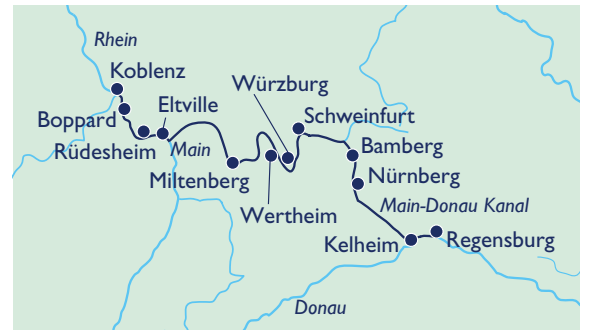 Rhein
Koblenz
Würzburg
Eltville
Schweinfurt
Boppard
Rüdesheim
Main
Bamberg
Miltenberg
Nürnberg
Wertheim
Main-Donau Kanal
Kelheim
Regensburg
Donau